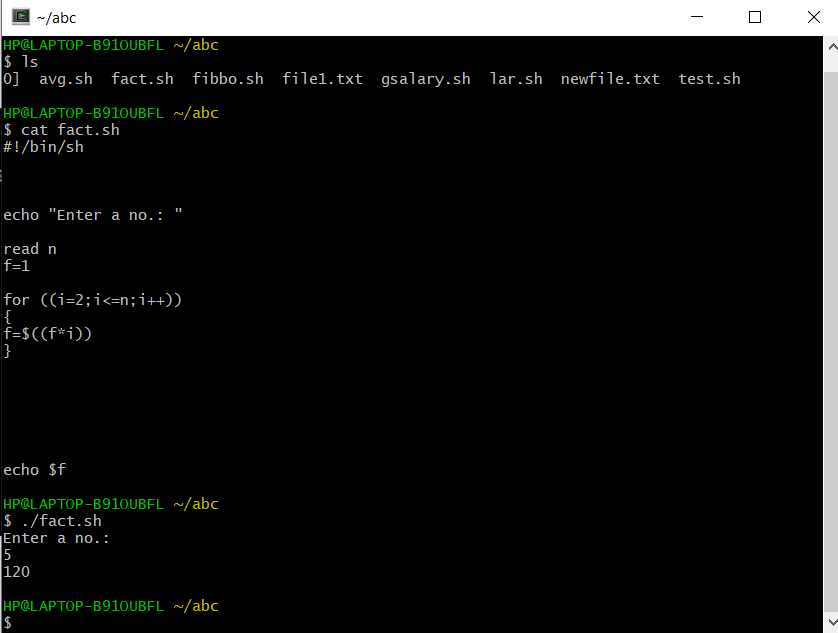 ~/abc
HP@LAPTOP-B91OUBFL ~/abc
$ ls
0]  avg.sh  fact.sh  fibbo.sh  file1.txt  gsalary.sh  lar.sh  newfile.txt  test.sh
HP@LAPTOP-B91OUBFL ~/abc
$ cat fact.sh
#!/bin/sh
echo "Enter a no.: "
read n
f=1
for ((i=2;i<=n;i++))
{
f=$((f*i))
}
echo $f
HP@LAPTOP-B91OUBFL ~/abc
$ ./fact.sh
Enter a no.:
5
120
HP@LAPTOP-B91OUBFL ~/abc
$